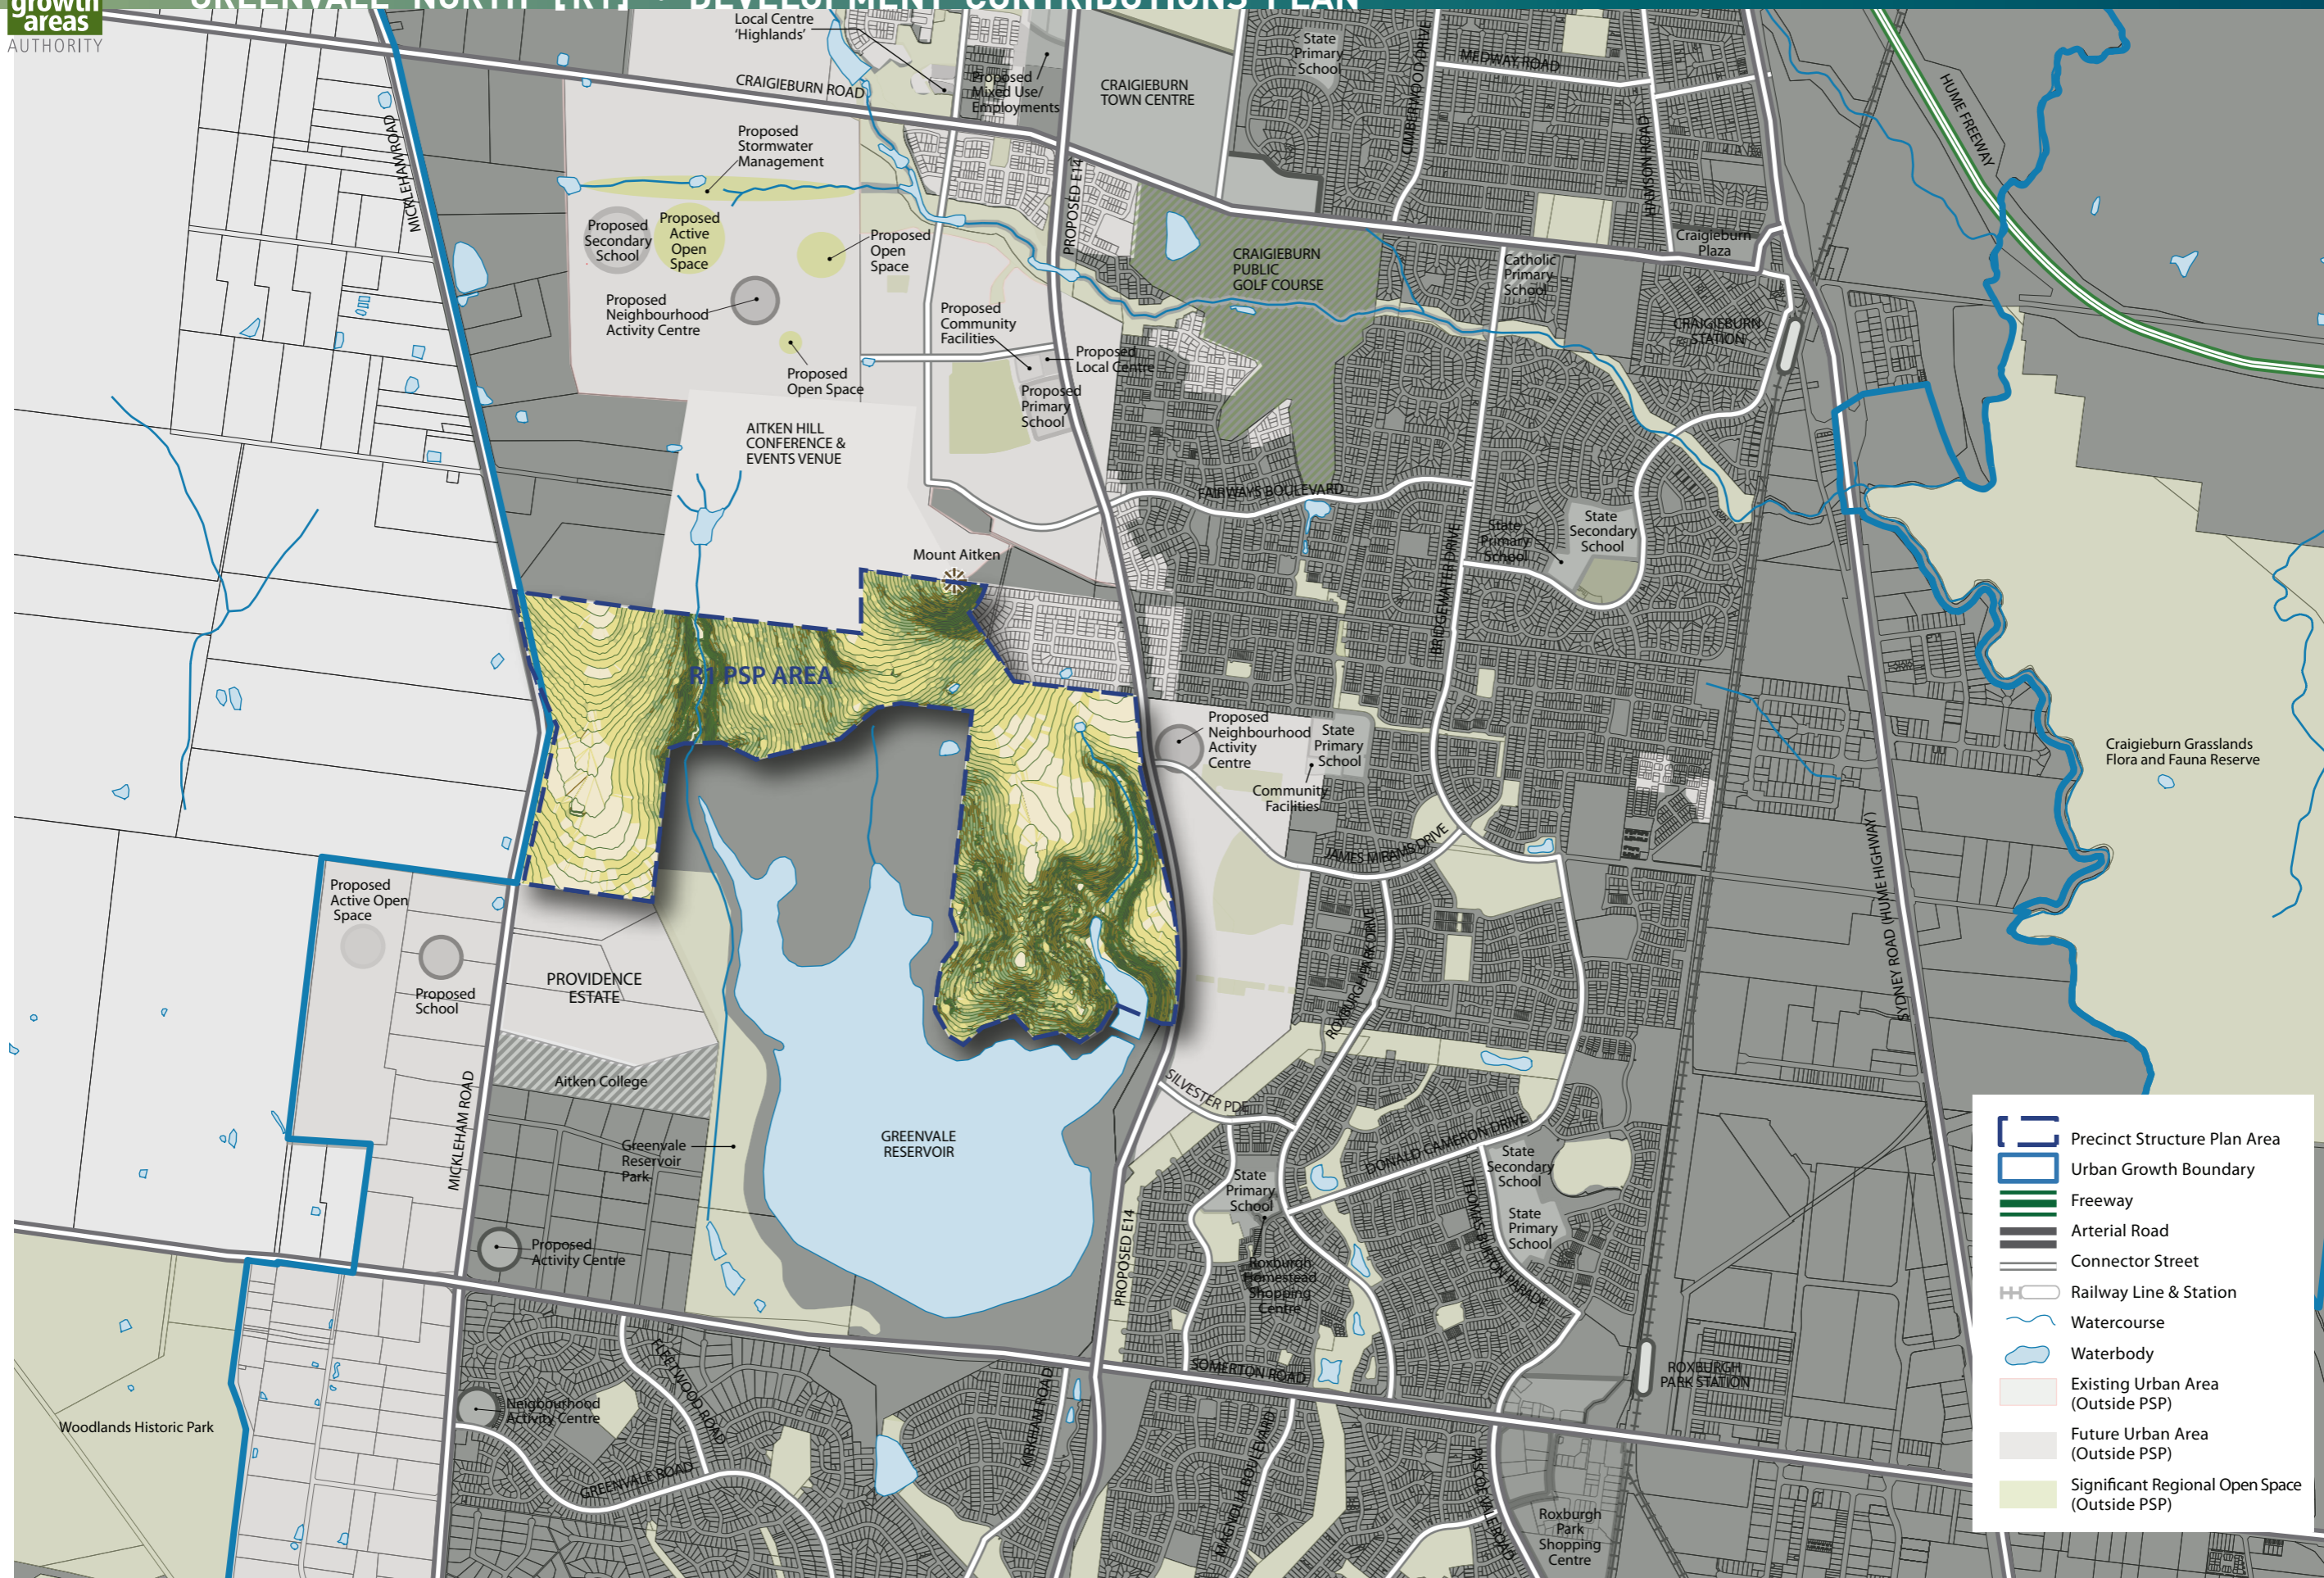 growth
areas
AUTHORITY
GREENVALE NORTH [R1] - DEVELOPMENT CONTRIBUTIONS PLAN
Local Centre
'Highlands'
CRAIGIEBURN ROAD
Proposed
Mixed Use/
Employments
CRAIGIEBURN
TOWN CENTRE
State
Primary
School
CIMBERWOOD DRIVE
MEDWAY ROAD
HAMSON ROAD
HUME FREEWAY
MICKLEHAM ROAD
Proposed
Stormwater
Management
PROPOSED E14
Proposed
Secondary
School
Proposed
Active
Open
Space
Proposed
Open
Space
Proposed
Neighbourhood
Activity Centre
Proposed
Open Space
Proposed
Community
Facilities
Proposed
Local Centre
Proposed
Primary
School
CRAIGIEBURN
PUBLIC
GOLF COURSE
Catholic
Primary
School
Craigieburn
Plaza
CRAIGIEBURN
STATION
AITKEN HILL
CONFERENCE &
EVENTS VENUE
FAIRWAYS BOULEVARD
BRIDGEWATER DRIVE
State
Primary
School
State
Secondary
School
Mount Aitken
R1 PSP AREA
Proposed
Neighbourhood
Activity
Centre
State
Primary
School
Community
Facilities
JAMES MIRAMS DRIVE
Craigieburn Grasslands
Flora and Fauna Reserve
SYDNEY ROAD (HUME HIGHWAY)
Proposed
Active Open
Space
Proposed
School
PROVIDENCE
ESTATE
ROXBURGH PARK DRIVE
Aitken College
MICKLEHAM ROAD
Greenvale
Reservoir
Park
GREENVALE
RESERVOIR
SILVESTER PDE
DONALD CAMERON DRIVE
State
Primary
School
State
Secondary
School
State
Primary
School
THOMAS BURTON PARADE
Roxburgh
Homestead
Shopping
Centre
PROPOSED E14
Proposed
Activity Centre
SOMERTON ROAD
ROXBURGH
PARK STATION
FLEETWOOD ROAD
KIRKHAM ROAD
MAGNOLIA BOULEVARD
PASCOE VALE ROAD
Neigbourhood
Activity Centre
GREENVALE ROAD
Woodlands Historic Park
Roxburgh
Park
Shopping
Centre
Precinct Structure Plan Area
Urban Growth Boundary
Freeway
Arterial Road
Connector Street
Railway Line & Station
Watercourse
Waterbody
Existing Urban Area
(Outside PSP)
Future Urban Area
(Outside PSP)
Significant Regional Open Space
(Outside PSP)